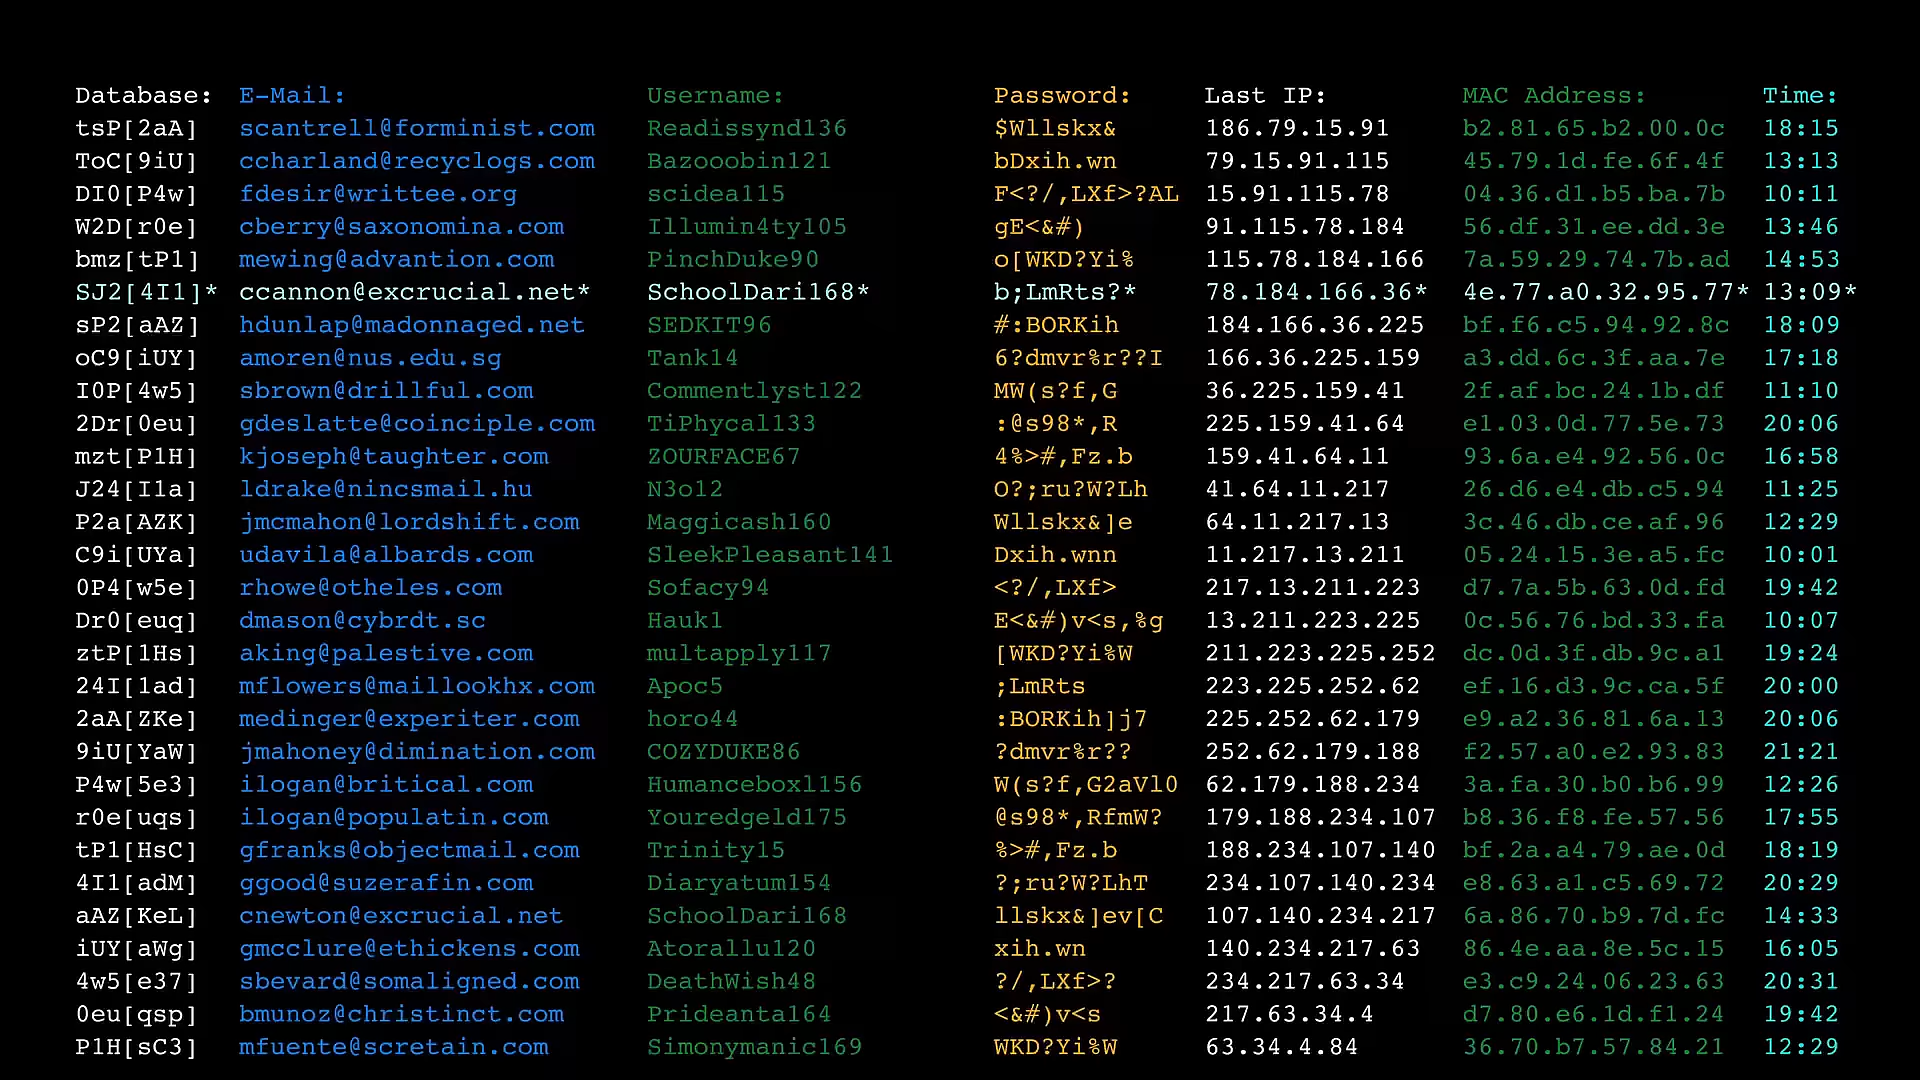 Database: E-Mail: Username: Password: Last IP: MAC Address: Time:
tsP[2aA] scantrell@forminist.com Readissynd136 $Wllskx& 186.79.15.91 b2.81.65.b2.00.0c 18:15
ToC[9iU] ccharland@recyclogs.com Bazooobin121 bDxih.wn 79.15.91.115 45.79.1d.fe.6f.4f 13:13
DI0[P4w] fdesir@writtee.org scidea115 F<?/,LXf>?AL 15.91.115.78 04.36.d1.b5.ba.7b 10:11
W2D[r0e] cberry@saxonomina.com Illumin4ty105 gE<&#) 91.115.78.184 56.df.31.ee.dd.3e 13:46
bmz[tP1] mewing@advantion.com PinchDuke90 o[WKD?Yi% 115.78.184.166 7a.59.29.74.7b.ad 14:53
SJ2[4I1]* ccannon@excrucial.net* SchoolDari168* b;LmRts?* 78.184.166.36* 4e.77.a0.32.95.77* 13:09*
sP2[aAZ] hdunlap@madonnaged.net SEDKIT96 #:BORKih 184.166.36.225 bf.f6.c5.94.92.8c 18:09
oC9[iUY] amoren@nus.edu.sg Tank14 6?dmvr%r??I 166.36.225.159 a3.dd.6c.3f.aa.7e 17:18
I0P[4w5] sbrown@drillful.com Commentlyst122 MW(s?f,G 36.225.159.41 2f.af.bc.24.1b.df 11:10
2Dr[0eu] gdeslatte@coinciple.com TiPhycal133 :@s98*,R 225.159.41.64 e1.03.0d.77.5e.73 20:06
mzt[P1H] kjoseph@taughter.com ZOURFACE67 4%>#,Fz.b 159.41.64.11 93.6a.e4.92.56.0c 16:58
J24[I1a] ldrake@nincsmail.hu N3o12 O?;ru?W?Lh 41.64.11.217 26.d6.e4.db.c5.94 11:25
P2a[AZK] jmcmahon@lordshift.com Maggicash160 Wllskx&]e 64.11.217.13 3c.46.db.ce.af.96 12:29
C9i[UYa] udavila@albards.com SleekPleasant141 Dxih.wnn 11.217.13.211 05.24.15.3e.a5.fc 10:01
0P4[w5e] rhowe@otheles.com Sofacy94 <?/,LXf> 217.13.211.223 d7.7a.5b.63.0d.fd 19:42
Dr0[euq] dmason@cybrdt.sc Hauk1 E<&#)v<s,%g 13.211.223.225 0c.56.76.bd.33.fa 10:07
ztP[1Hs] aking@palestive.com multapply117 [WKD?Yi%W 211.223.225.252 dc.0d.3f.db.9c.a1 19:24
24I[1ad] mflowers@maillookhx.com Apoc5 ;LmRts 223.225.252.62 ef.16.d3.9c.ca.5f 20:00
2aA[ZKe] medinger@experiter.com horo44 :BORKih]j7 225.252.62.179 e9.a2.36.81.6a.13 20:06
9iU[YaW] jmahoney@dimination.com COZYDUKE86 ?dmvr%r?? 252.62.179.188 f2.57.a0.e2.93.83 21:21
P4w[5e3] ilogan@britical.com Humanceboxl156 W(s?f,G2aVl0 62.179.188.234 3a.fa.30.b0.b6.99 12:26
r0e[uqs] ilogan@populatin.com Youredgeld175 @s98*,RfmW? 179.188.234.107 b8.36.f8.fe.57.56 17:55
tP1[HsC] gfranks@objectmail.com Trinity15 %>#,Fz.b 188.234.107.140 bf.2a.a4.79.ae.0d 18:19
4I1[adM] ggood@suzerafin.com Diaryatum154 ?;ru?W?LhT 234.107.140.234 e8.63.a1.c5.69.72 20:29
aAZ[KeL] cnewton@excrucial.net SchoolDari168 llskx&]ev[C 107.140.234.217 6a.86.70.b9.7d.fc 14:33
iUY[aWg] gmcclure@ethickens.com Atorallu120 xih.wn 140.234.217.63 86.4e.aa.8e.5c.15 16:05
4w5[e37] sbevard@somaligned.com DeathWish48 ?/,LXf>? 234.217.63.34 e3.c9.24.06.23.63 20:31
0eu[qsp] bmunoz@christinct.com Prideanta164 <&#)v<s 217.63.34.4 d7.80.e6.1d.f1.24 19:42
P1H[sC3] mfuente@scretain.com Simonymanic169 WKD?Yi%W 63.34.4.84 36.70.b7.57.84.21 12:29